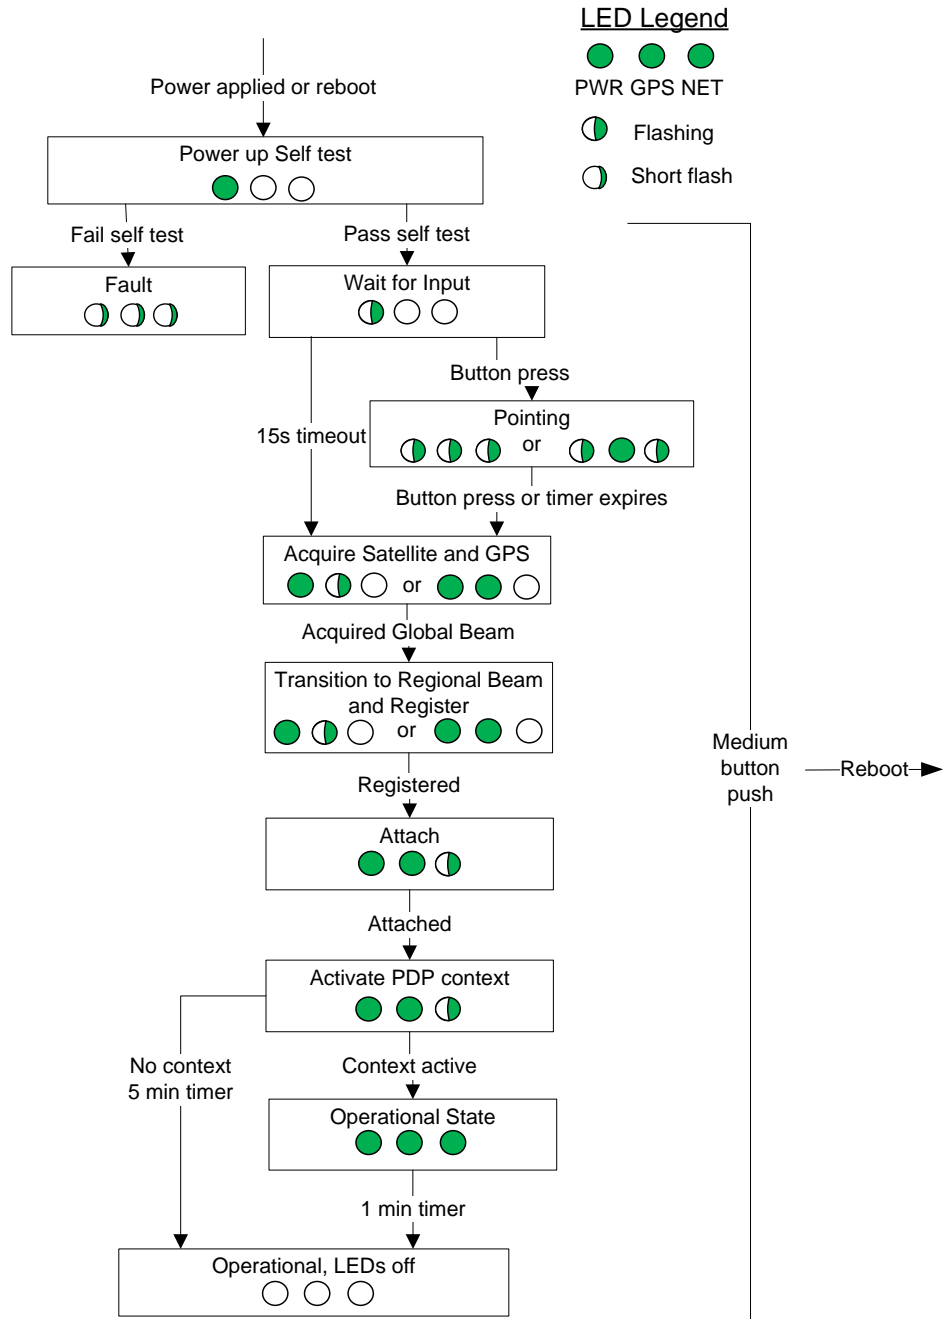 LED Legend
PWR GPS NET
Flashing
Short flash
Power applied or reboot
Power up Self test
Fail self test
Pass self test
Fault
Wait for Input
Button press
15s timeout
Pointing
or
Button press or timer expires
Acquire Satellite and GPS
or
Acquired Global Beam
Transition to Regional Beam
and Register
or
Registered
Attach
Attached
Activate PDP context
No context
5 min timer
Context active
Operational State
1 min timer
Operational, LEDs off
Medium
button
push
Reboot